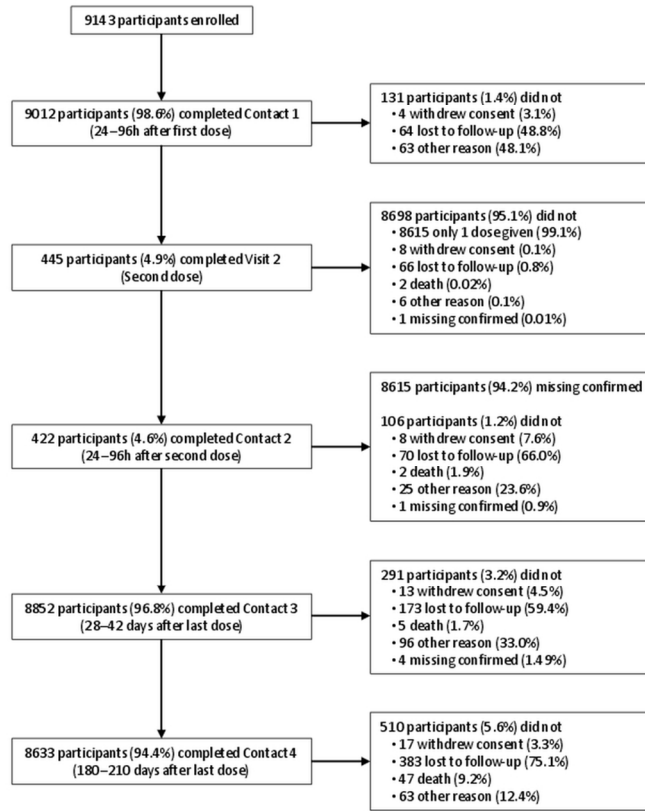 9143 participants enrolled
9012 participants (98.6%) completed Contact 1
(24–96h after first dose)
131 participants (1.4%) did not
• 4 withdrew consent (3.1%)
• 64 lost to follow-up (48.8%)
• 63 other reason (48.1%)
445 participants (4.9%) completed Visit 2
(Second dose)
8698 participants (95.1%) did not
• 8615 only 1 dose given (99.1%)
• 8 withdrew consent (0.1%)
• 66 lost to follow-up (0.8%)
• 2 death (0.02%)
• 6 other reason (0.1%)
• 1 missing confirmed (0.01%)
422 participants (4.6%) completed Contact 2
(24–96h after second dose)
8615 participants (94.2%) missing confirmed
106 participants (1.2%) did not
• 8 withdrew consent (7.6%)
• 70 lost to follow-up (66.0%)
• 2 death (1.9%)
• 25 other reason (23.6%)
• 1 missing confirmed (0.9%)
8852 participants (96.8%) completed Contact 3
(28–42 days after last dose)
291 participants (3.2%) did not
• 13 withdrew consent (4.5%)
• 173 lost to follow-up (59.4%)
• 5 death (1.7%)
• 96 other reason (33.0%)
• 4 missing confirmed (1.49%)
8633 participants (94.4%) completed Contact 4
(180–210 days after last dose)
510 participants (5.6%) did not
• 17 withdrew consent (3.3%)
• 383 lost to follow-up (75.1%)
• 47 death (9.2%)
• 63 other reason (12.4%)